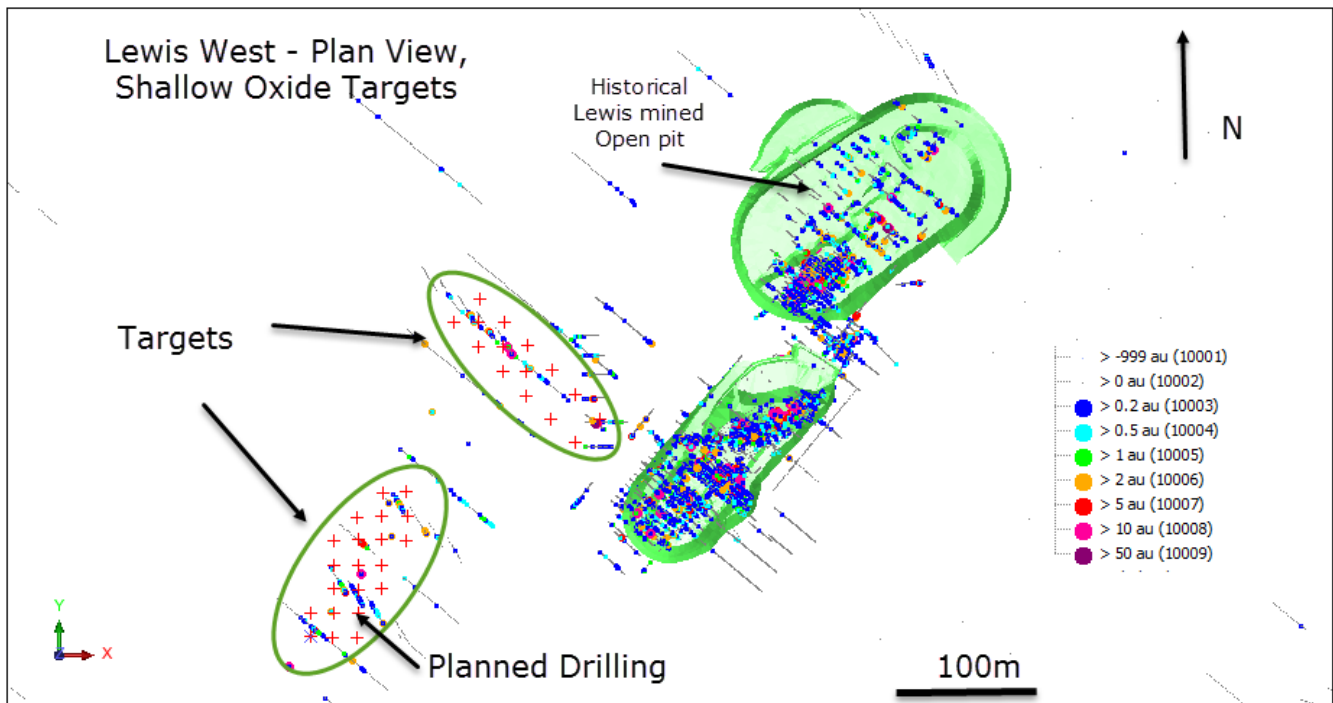 Lewis West - Plan View,
Shallow Oxide Targets
Historical
Lewis mined
Open pit
N
Targets
> -999 au (10001)
> 0 au (10002)
> 0.2 au (10003)
> 0.5 au (10004)
> 1 au (10005)
> 2 au (10006)
> 5 au (10007)
> 10 au (10008)
> 50 au (10009)
Y
X
Planned Drilling
100m